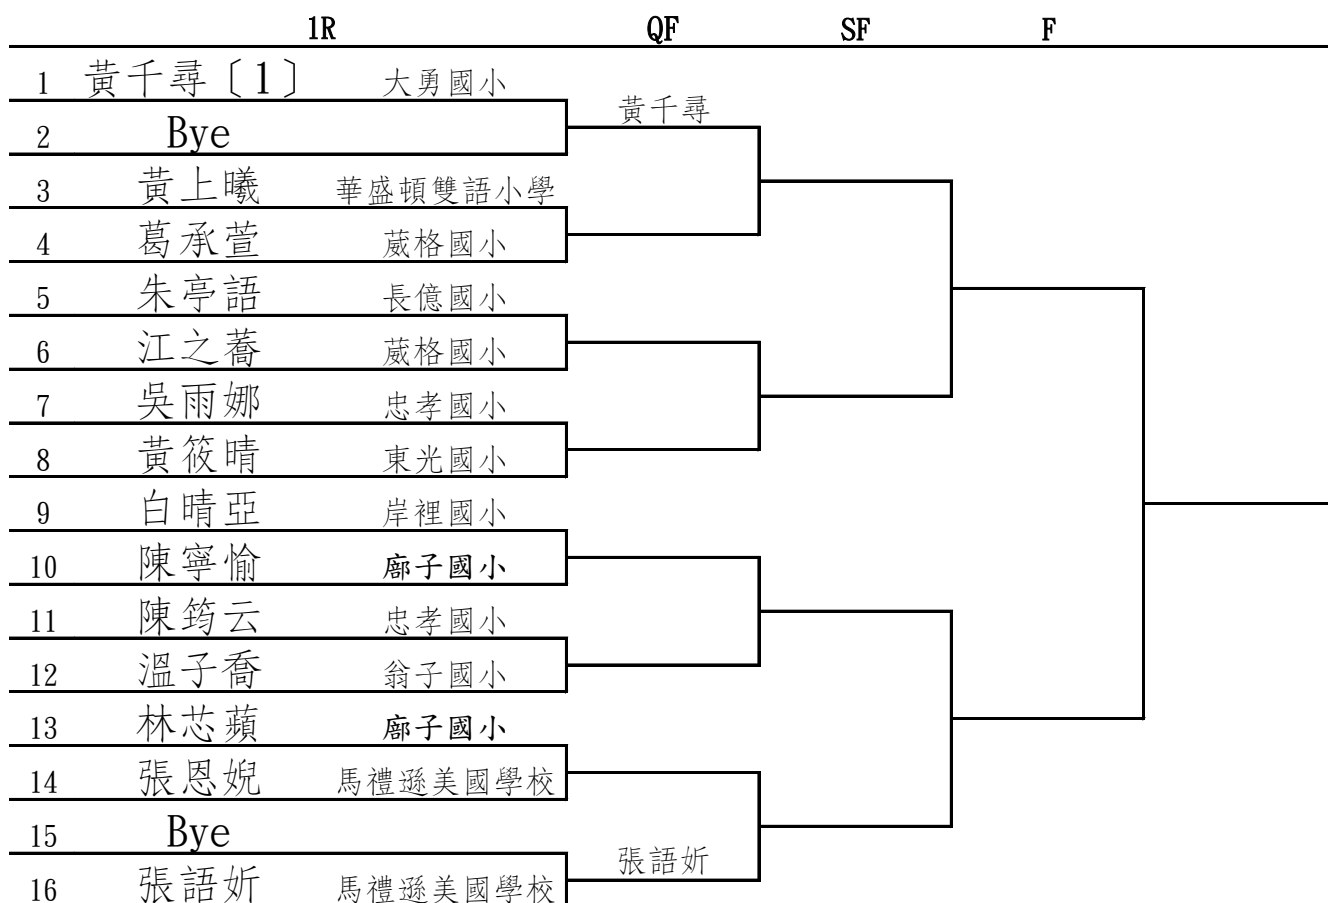 1R QF SF F
1 黃千尋〔1〕 大勇國小
黃千尋
2 Bye
3 黃上曦 華盛頓雙語小學
4 葛承萱 葳格國小
5 朱亭語 長億國小
6 江之蕎 葳格國小
7 吳雨娜 忠孝國小
8 黃筱晴 東光國小
9 白晴亞 岸裡國小
10 陳寧愉 廍子國小
11 陳筠云 忠孝國小
12 溫子喬 翁子國小
13 林芯蘋 廍子國小
14 張恩婗 馬禮遜美國學校
15 Bye
張語妡
16 張語妡 馬禮遜美國學校